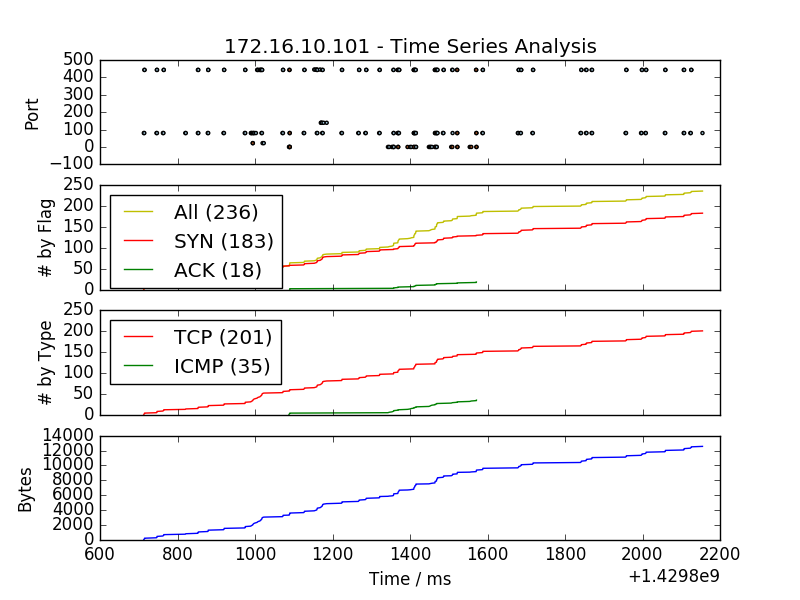 172.16.10.101 - Time Series Analysis
500
400
300
200
100
0
−100
Port
250
200
150
100
50
0
# by Flag
All (236)
SYN (183)
ACK (18)
250
200
150
100
50
0
# by Type
TCP (201)
ICMP (35)
14000
12000
10000
8000
6000
4000
2000
0
Bytes
600 800 1000 1200 1400 1600 1800 2000 2200
Time / ms
+1.4298e9